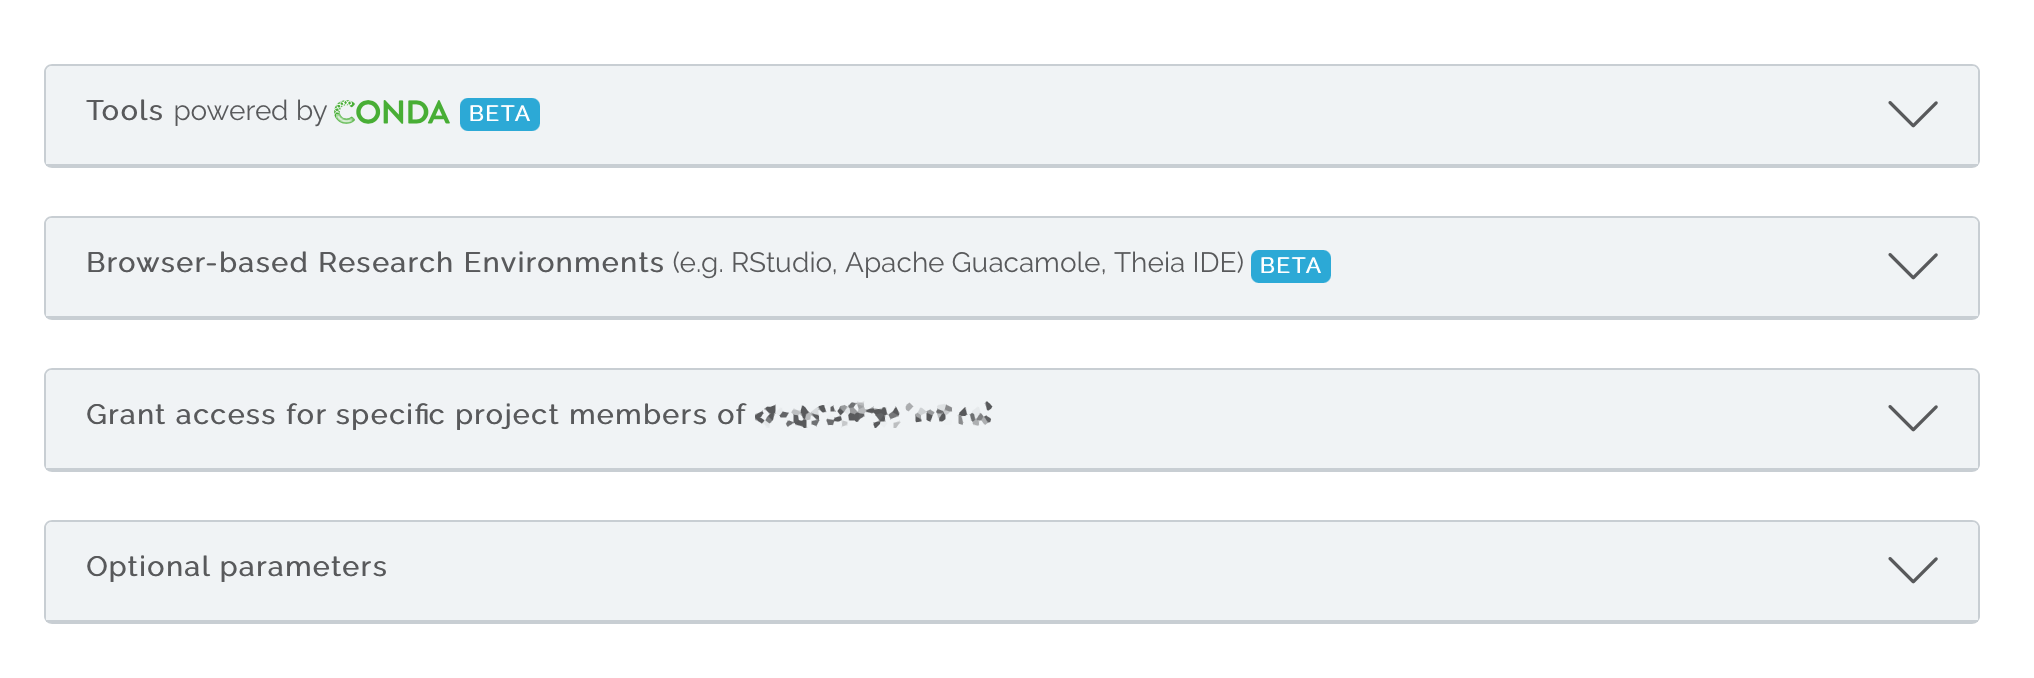 Tools powered by CONDA BETA
Browser-based Research Environments (e.g. RStudio, Apache Guacamole, Theia IDE) BETA
Grant access for specific project members of
Optional parameters